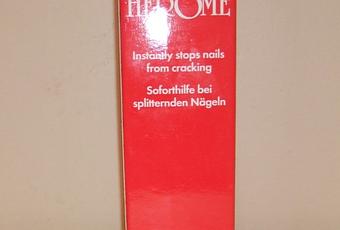 HEROME
Instantly stops nails
from cracking
Soforthilfe bei
splitternden Nägeln